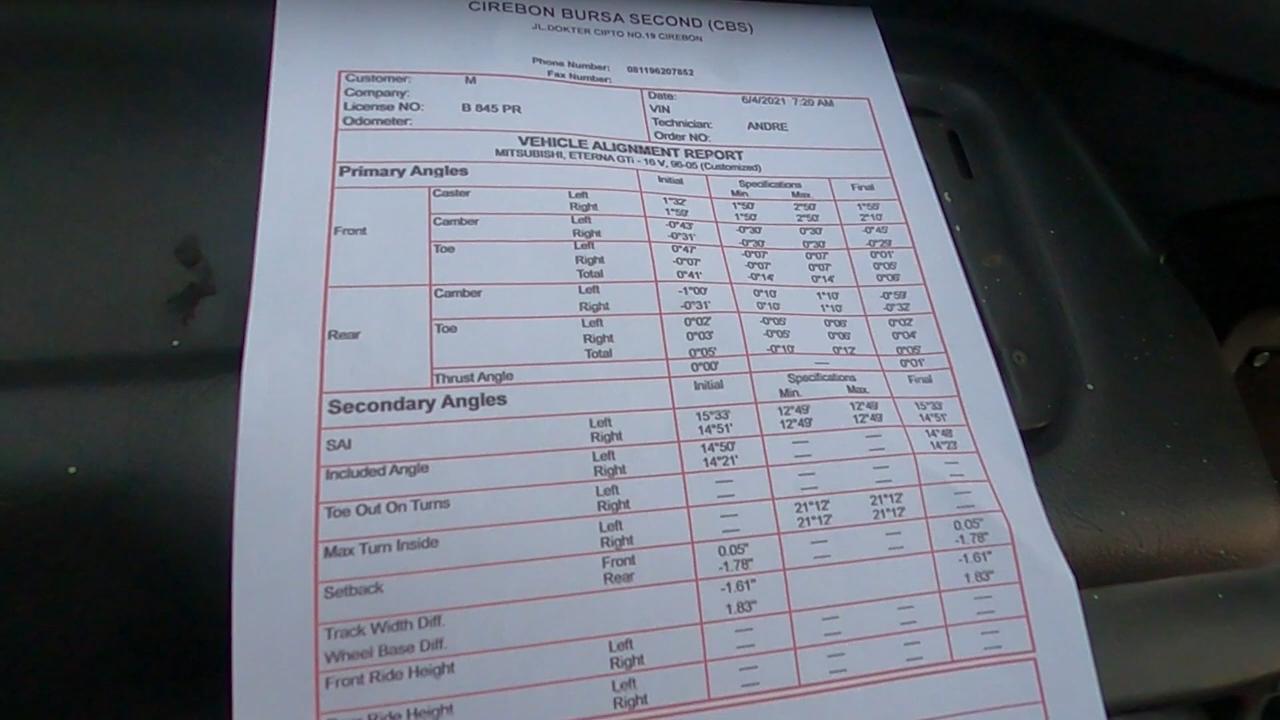 CIREBON BURSA SECOND (CBS)
JL.DOKTER CIPTO NO.19 CIREBON
Phone Number: 081196207852
Fax Number:
Customer: M
Company:
License NO: B 845 PR
Odometer:
Date: 6/4/2021 7:20 AM
VIN
Technician: ANDRE
Order NO:
VEHICLE ALIGNMENT REPORT
MITSUBISHI, ETERNA GTi - 16 V, 96-05 (Customized)
Primary Angles Initial Specifications Final
Min. Max.
Front Caster Left 1°32' 1°50' 2°50' 1°55'
Right 1°50' 1°50' 2°50' 2°10'
Camber Left -0°43' -0°30' 0°30' -0°45'
Right -0°31' -0°30' 0°30' -0°29'
Toe Left 0°47' -0°07' 0°07' 0°01'
Right -0°07' -0°07' 0°07' 0°05'
Total 0°41' -0°14' 0°14' 0°06'
Rear Camber Left -1°00' 0°10' 1°10' -0°59'
Right -0°31' 0°10' 1°10' -0°32'
Toe Left 0°02' -0°05' 0°06' 0°02'
Right 0°03' -0°05' 0°06' 0°04'
Total 0°05' -0°10' 0°12' 0°05'
Thrust Angle 0°00' — 0°01'
Secondary Angles Initial Specifications Final
Min. Max.
SAI Left 15°33' 12°49' 12°49' 15°33'
Right 14°51' 12°49' 12°49' 14°51'
Included Angle Left 14°50' — — 14°48'
Right 14°21' — — 14°23'
Toe Out On Turns Left — — — —
Right — — — —
Max Turn Inside Left — 21°12' 21°12' —
Right — 21°12' 21°12' —
Setback Front 0.05" — — 0.05"
Rear -1.78" — — -1.78"
Track Width Diff. -1.61" -1.61"
Wheel Base Diff. 1.83" 1.83"
Front Ride Height Left — — — —
Right — — — —
Ride Height Left — — — —
Right — — — —